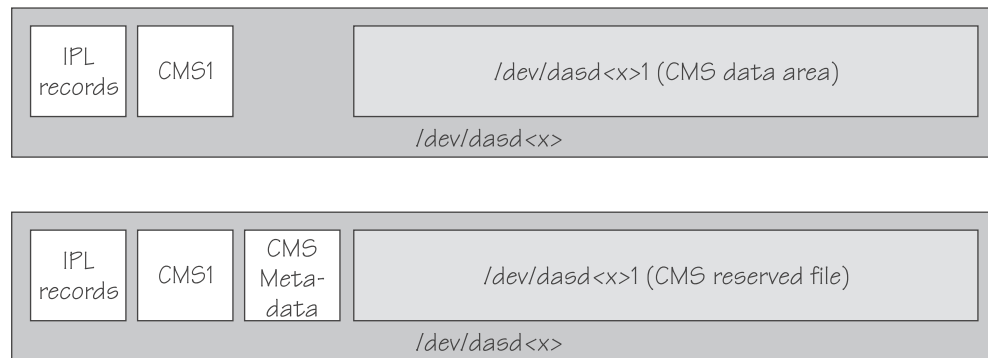 IPL
records
CMS1
/dev/dasd<x>1 (CMS data area)
/dev/dasd<x>
IPL
records
CMS1
CMS
Meta-
data
/dev/dasd<x>1 (CMS reserved file)
/dev/dasd<x>